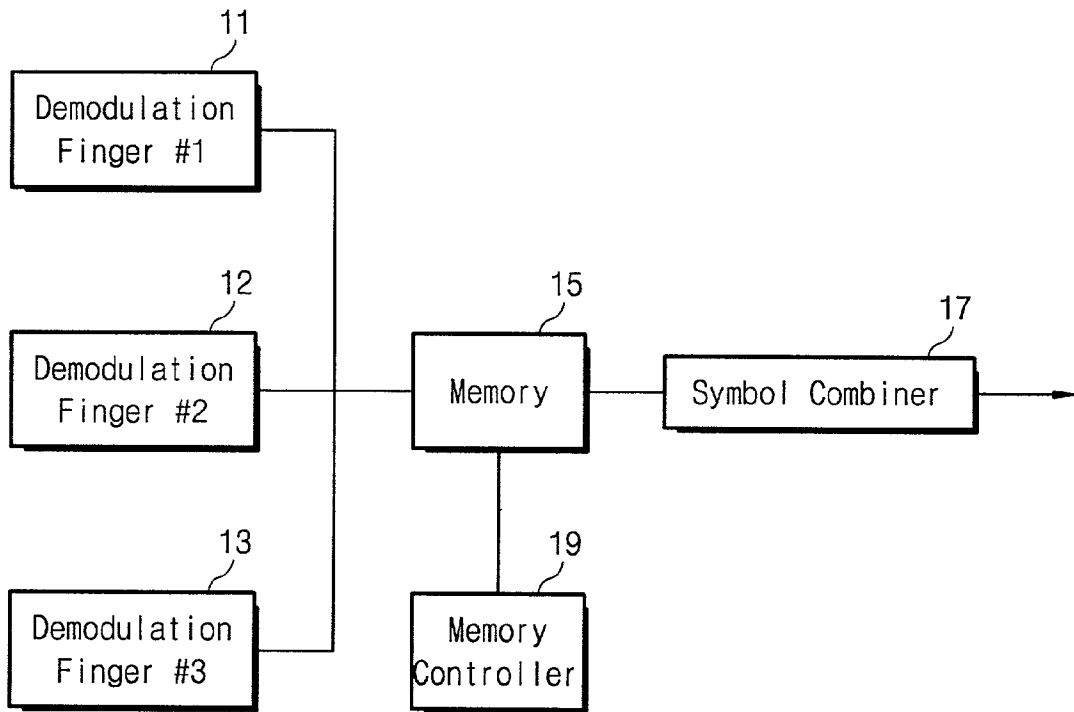 11
Demodulation
Finger #1
12
Demodulation
Finger #2
15
Memory
17
Symbol Combiner
13
Demodulation
Finger #3
19
Memory
Controller